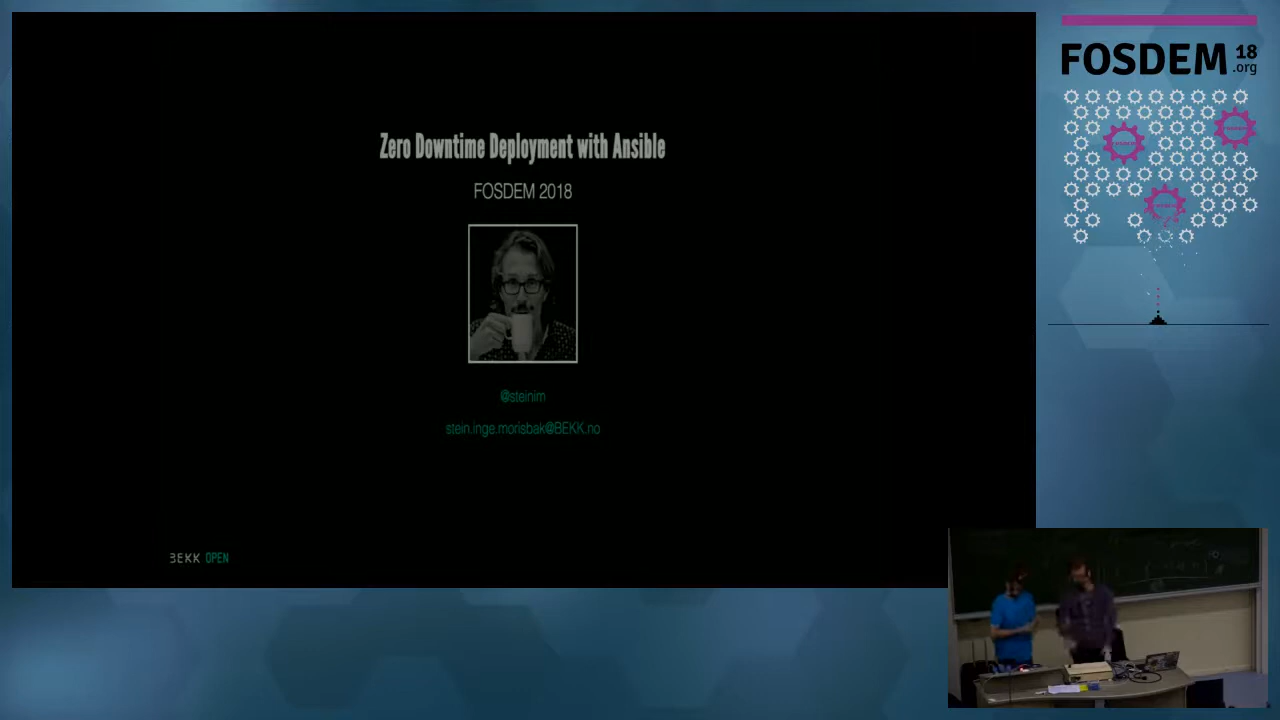 Zero Downtime Deployment with Ansible
FOSDEM 2018
@steinim
stein.inge.morisbak@BEKK.no
BEKK OPEN
FOSDEM 18
.org